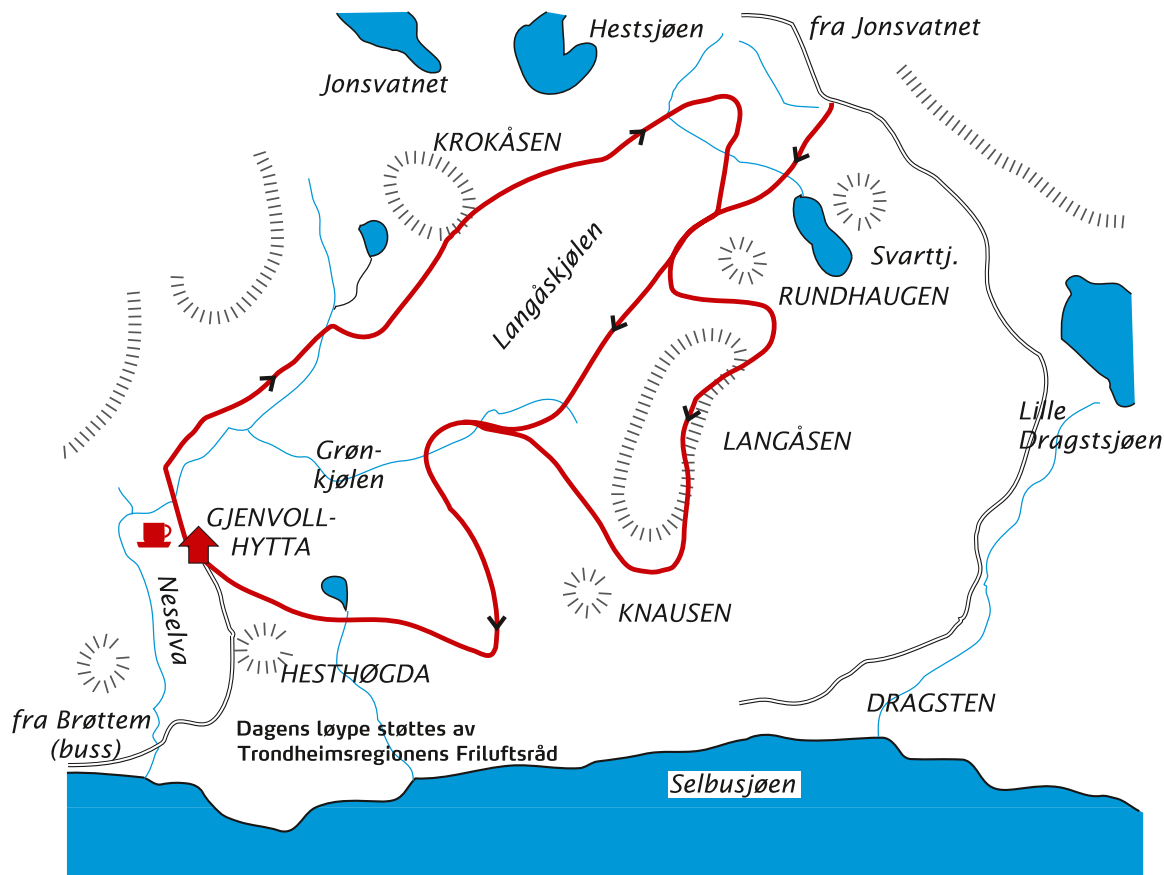 Hestsjøen
fra Jonsvatnet
Jonsvatnet
KROKÅSEN
Langåskjølen
Svarttj.
RUNDHAUGEN
Lille
Dragstsjøen
LANGÅSEN
Grøn-
kjølen
GJENVOLL-
HYTTA
Neselva
KNAUSEN
HESTHØGDA
DRAGSTEN
fra Brøttem
(buss)
Dagens løype støttes av
Trondheimsregionens Friluftsråd
Selbusjøen